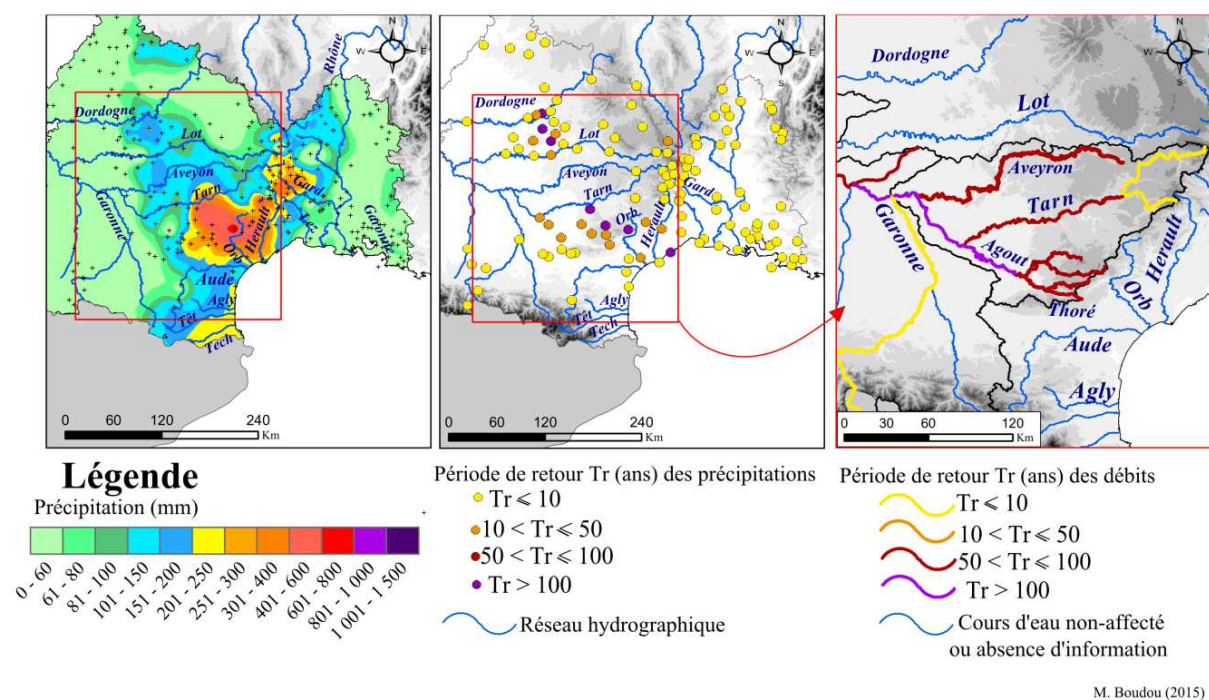 N
E
S
Rhône
Dordogne
Lot
Aveyon
Tarn
Gard
Garonne
Herault
Orb
Garonne
Aude
Agly
Têt
Tech
0 60 120 240
Km
N
E
S
Dordogne
Lot
Aveyon
Tarn
Gard
Orb
Herault
Agly
Têt
Tech
0 60 120 240
Km
N
E
S
Dordogne
Lot
Aveyron
Tarn
Garonne
Agout
Herault
Orb
Thoré
Aude
Agly
0 30 60 120
Km
Légende
Précipitation (mm)
0 - 60
61 - 80
81 - 100
101 - 150
151 - 200
201 - 250
251 - 300
301 - 400
401 - 600
601 - 800
801 - 1 000
1 001 - 1 500
Période de retour Tr (ans) des précipitations
Tr ⩽ 10
10 < Tr ⩽ 50
50 < Tr ⩽ 100
Tr > 100
Réseau hydrographique
Période de retour Tr (ans) des débits
Tr ⩽ 10
10 < Tr ⩽ 50
50 < Tr ⩽ 100
Tr > 100
Cours d'eau non-affecté
ou absence d'information
M. Boudou (2015)